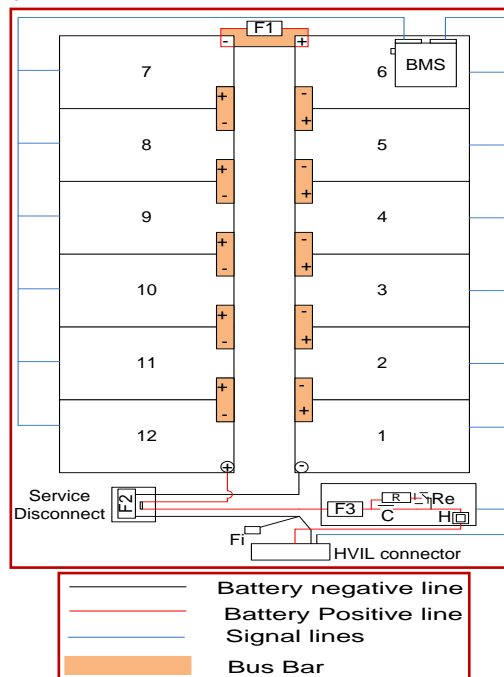 F1
- +
7
6
BMS
+ -
- +
8
5
+ -
- +
9
4
+ -
- +
10
3
+ -
- +
11
2
+ -
- +
12
1
+
-
Service
Disconnect
F2
F3
R
Re
C
H
Fi
HVIL connector
Battery negative line
Battery Positive line
Signal lines
Bus Bar